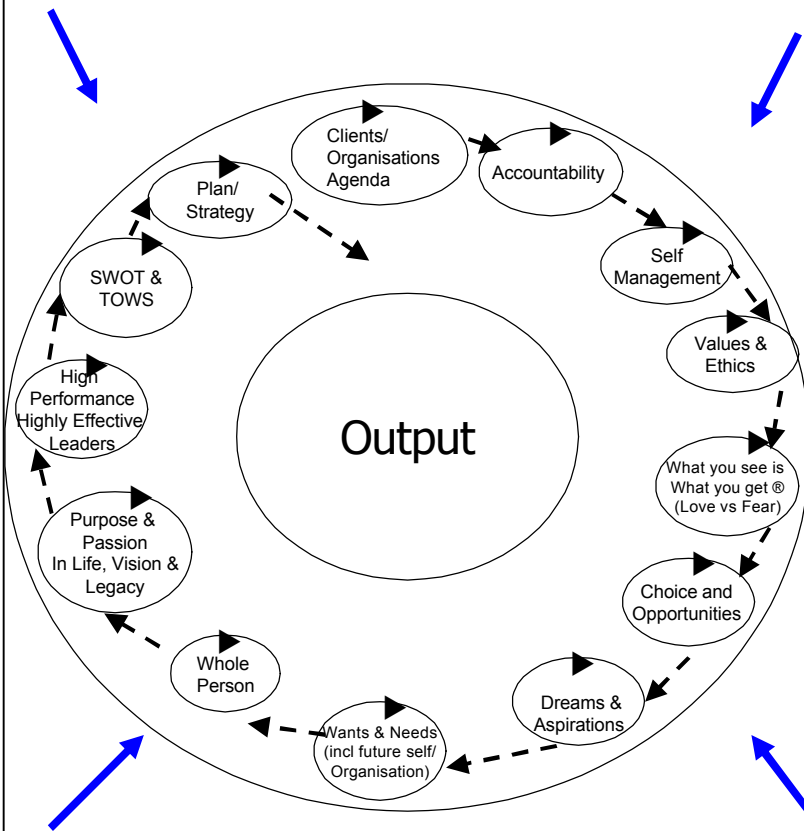 Clients/
Organisations
Agenda
Accountability
Self
Management
Values &
Ethics
What you see is
What you get ®
(Love vs Fear)
Choice and
Opportunities
Dreams &
Aspirations
Wants & Needs
(incl future self/
Organisation)
Whole
Person
Purpose &
Passion
In Life, Vision &
Legacy
High
Performance
Highly Effective
Leaders
SWOT &
TOWS
Plan/
Strategy
Output